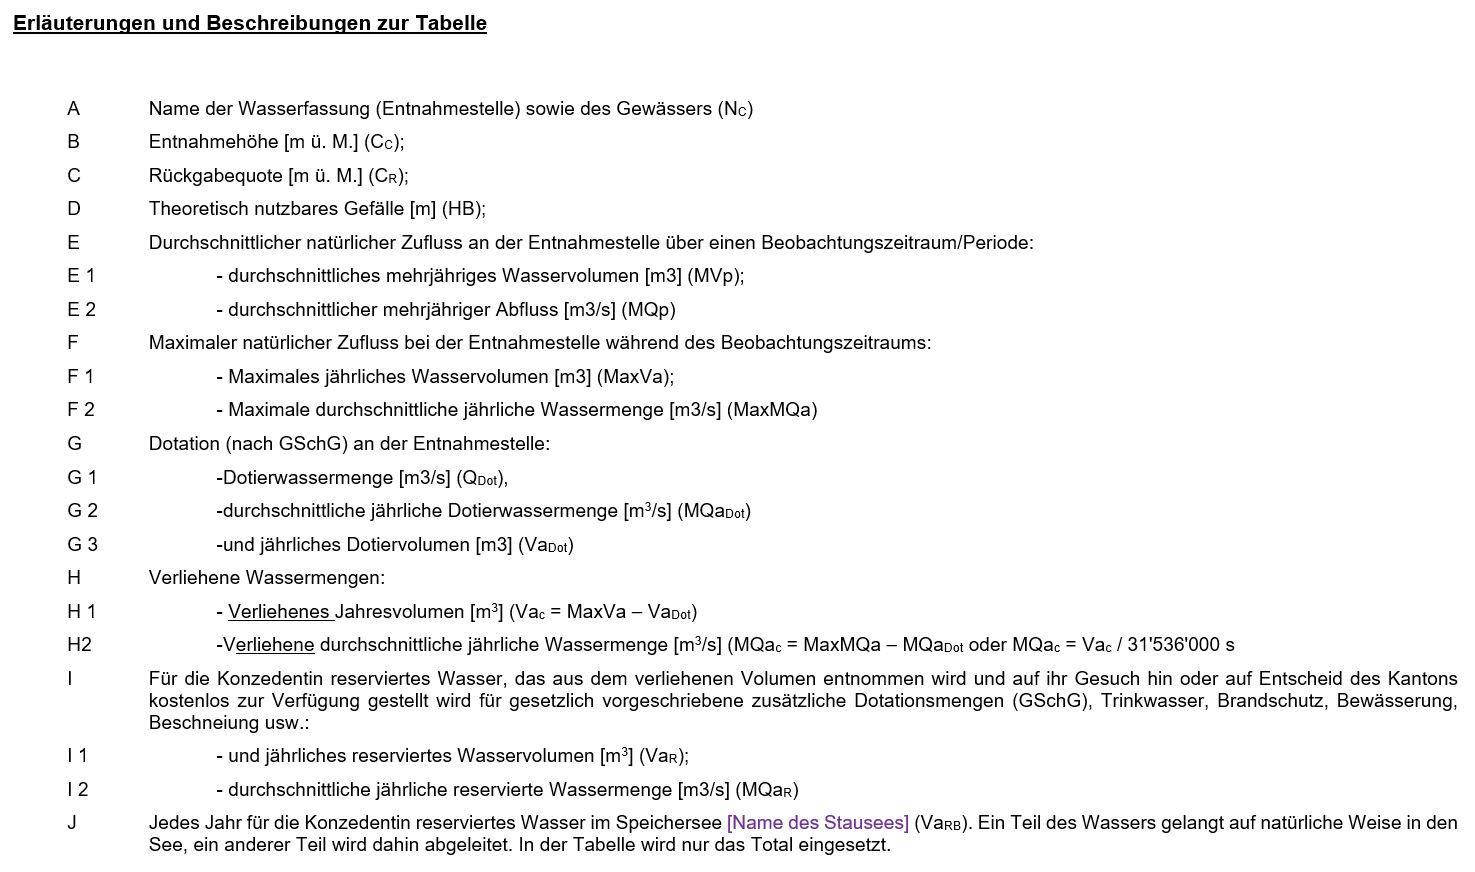 Erläuterungen und Beschreibungen zur Tabelle
A Name der Wasserfassung (Entnahmestelle) sowie des Gewässers (NC)
B Entnahmehöhe [m ü. M.] (CC);
C Rückgabequote [m ü. M.] (CR);
D Theoretisch nutzbares Gefälle [m] (HB);
E Durchschnittlicher natürlicher Zufluss an der Entnahmestelle über einen Beobachtungszeitraum/Periode:
E 1 - durchschnittliches mehrjähriges Wasservolumen [m3] (MVp);
E 2 - durchschnittlicher mehrjähriger Abfluss [m3/s] (MQp)
F Maximaler natürlicher Zufluss bei der Entnahmestelle während des Beobachtungszeitraums:
F 1 - Maximales jährliches Wasservolumen [m3] (MaxVa);
F 2 - Maximale durchschnittliche jährliche Wassermenge [m3/s] (MaxMQa)
G Dotation (nach GSchG) an der Entnahmestelle:
G 1 -Dotierwassermenge [m3/s] (QDot),
G 2 -durchschnittliche jährliche Dotierwassermenge [m³/s] (MQaDot)
G 3 -und jährliches Dotiervolumen [m3] (VaDot)
H Verliehene Wassermengen:
H 1 - Verliehenes Jahresvolumen [m³] (Vac = MaxVa – VaDot)
H2 -Verliehene durchschnittliche jährliche Wassermenge [m³/s] (MQac = MaxMQa – MQaDot oder MQac = Vac / 31'536'000 s
I Für die Konzedentin reserviertes Wasser, das aus dem verliehenen Volumen entnommen wird und auf ihr Gesuch hin oder auf Entscheid des Kantons
kostenlos zur Verfügung gestellt wird für gesetzlich vorgeschriebene zusätzliche Dotationsmengen (GSchG), Trinkwasser, Brandschutz, Bewässerung,
Beschneiung usw.:
I 1 - und jährliches reserviertes Wasservolumen [m³] (VaR);
I 2 - durchschnittliche jährliche reservierte Wassermenge [m3/s] (MQaR)
J Jedes Jahr für die Konzedentin reserviertes Wasser im Speichersee [Name des Stausees] (VaRB). Ein Teil des Wassers gelangt auf natürliche Weise in den
See, ein anderer Teil wird dahin abgeleitet. In der Tabelle wird nur das Total eingesetzt.